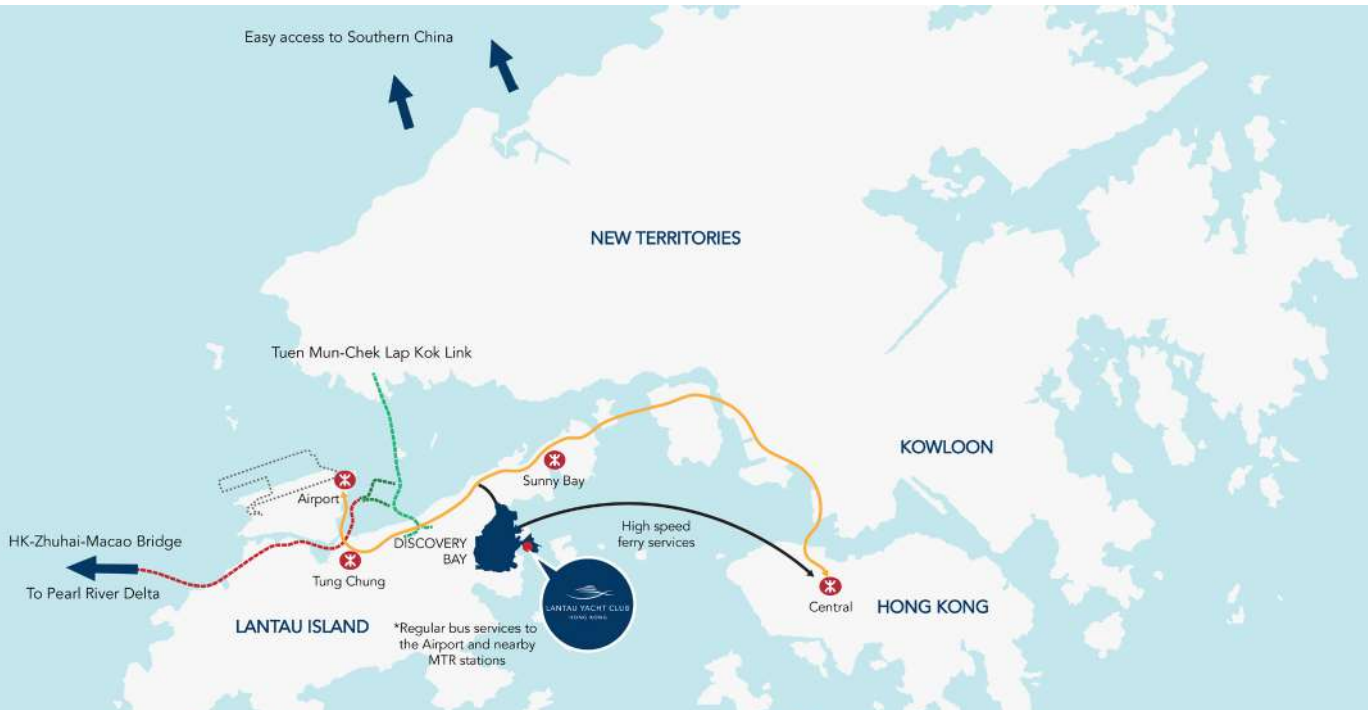 Easy access to Southern China
NEW TERRITORIES
Tuen Mun-Chek Lap Kok Link
KOWLOON
Sunny Bay
Airport
High speed
ferry services
HK-Zhuhai-Macao Bridge
DISCOVERY
BAY
Tung Chung
To Pearl River Delta
LANTAU YACHT CLUB
HONG KONG
Central
HONG KONG
LANTAU ISLAND
*Regular bus services to
the Airport and nearby
MTR stations